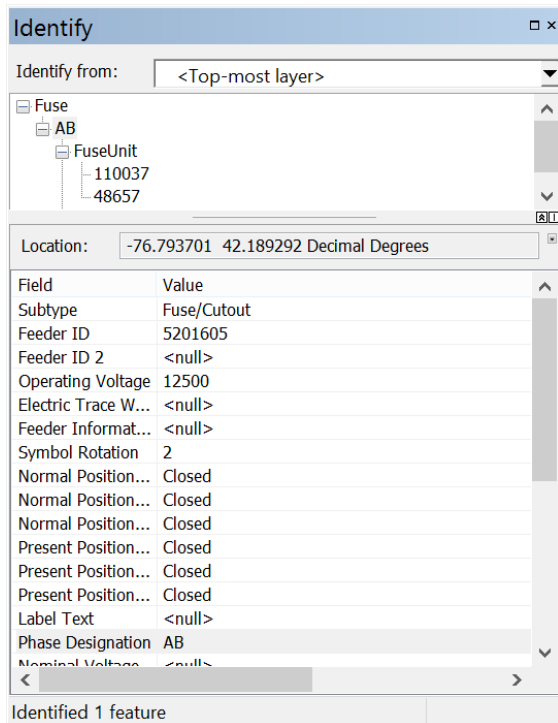 Identify
Identify from: <Top-most layer>
Fuse
AB
FuseUnit
110037
48657
Location: -76.793701 42.189292 Decimal Degrees
Field Value
Subtype Fuse/Cutout
Feeder ID 5201605
Feeder ID 2 <null>
Operating Voltage 12500
Electric Trace W... <null>
Feeder Informat... <null>
Symbol Rotation 2
Normal Position... Closed
Normal Position... Closed
Normal Position... Closed
Present Position... Closed
Present Position... Closed
Present Position... Closed
Label Text <null>
Phase Designation AB
Nominal Voltage <null>
Identified 1 feature